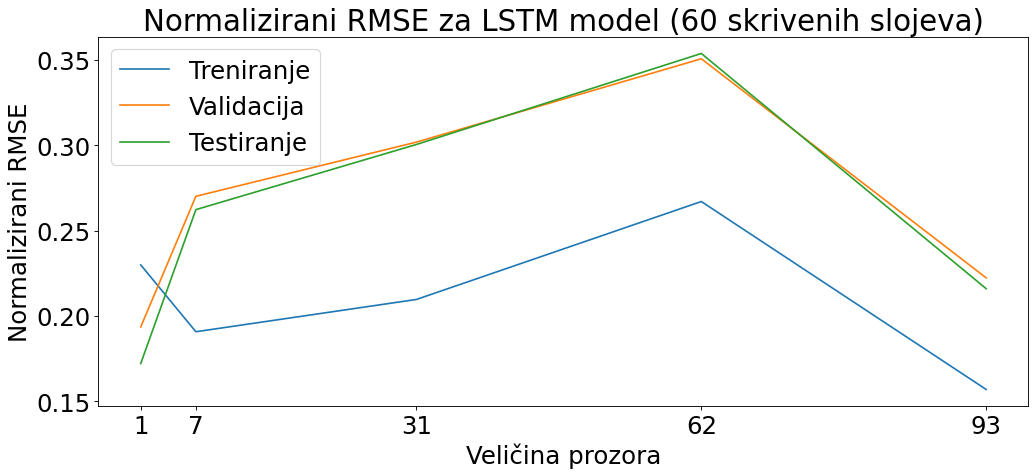 Normalizirani RMSE za LSTM model (60 skrivenih slojeva)
Treniranje
Validacija
Testiranje
Normalizirani RMSE
0.35
0.30
0.25
0.20
0.15
1 7 31 62 93
Veličina prozora